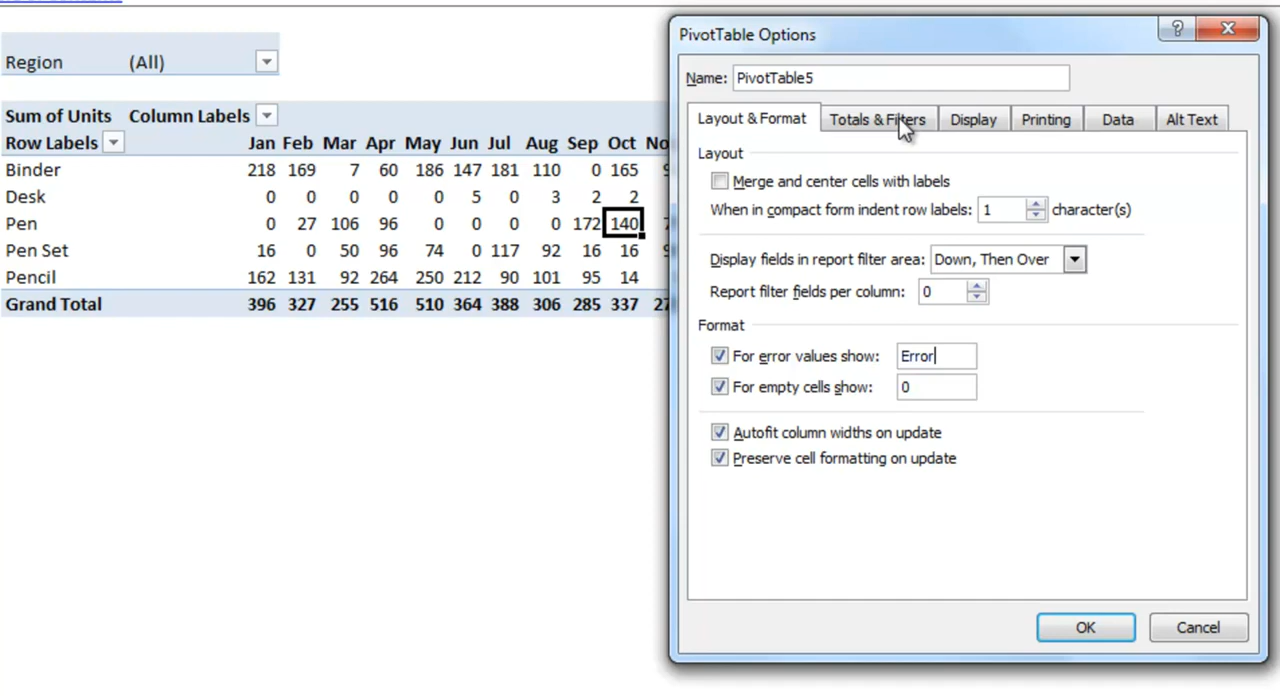 Region (All)
Sum of Units Column Labels
Row Labels Jan Feb Mar Apr May Jun Jul Aug Sep Oct
Binder 218 169 7 60 186 147 181 110 0 165
Desk 0 0 0 0 0 5 0 3 2 2
Pen 0 27 106 96 0 0 0 0 172 140
Pen Set 16 0 50 96 74 0 117 92 16 16
Pencil 162 131 92 264 250 212 90 101 95 14
Grand Total 396 327 255 516 510 364 388 306 285 337
PivotTable Options
Name: PivotTable5
Layout & Format Totals & Filters Display Printing Data Alt Text
Layout
Merge and center cells with labels
When in compact form indent row labels: 1 character(s)
Display fields in report filter area: Down, Then Over
Report filter fields per column: 0
Format
For error values show: Error
For empty cells show: 0
Autofit column widths on update
Preserve cell formatting on update
OK Cancel